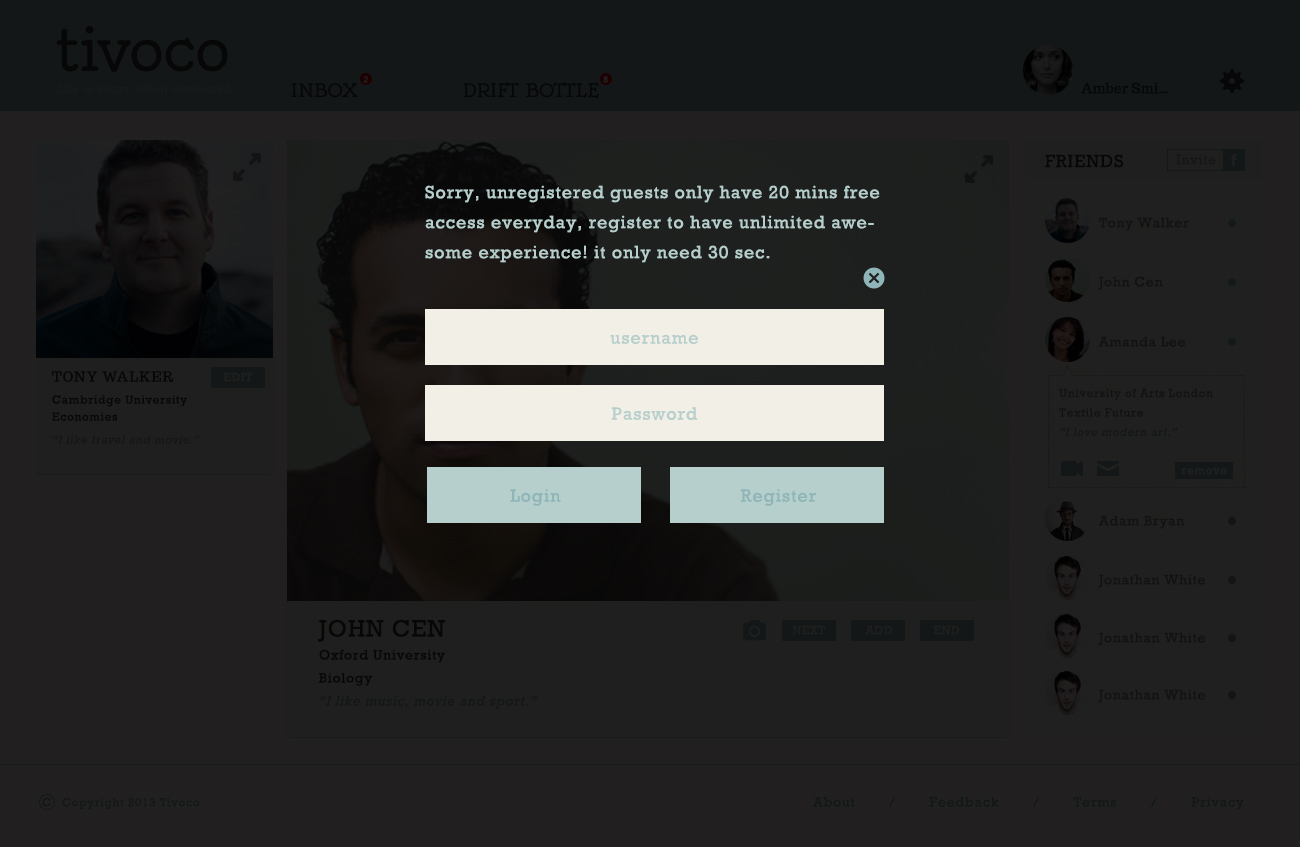 tivoco
INBOX 2
DRIFT BOTTLE 8
Amber Smi...
Sorry, unregistered guests only have 20 mins free
access everyday, register to have unlimited awe-
some experience! it only need 30 sec.
username
Password
Login
Register
TONY WALKER
EDIT
Cambridge University
Economies
"I like travel and movie."
JOHN CEN
NEXT
ADD
END
Oxford University
Biology
"I like music, movie and sport."
FRIENDS
Invite f
Tony Walker
John Cen
Amanda Lee
University of Arts London
Textile Future
"I love modern art."
remove
Adam Bryan
Jonathan White
Jonathan White
Jonathan White
© Copyright 2013 Tivoco
About / Feedback / Terms / Privacy